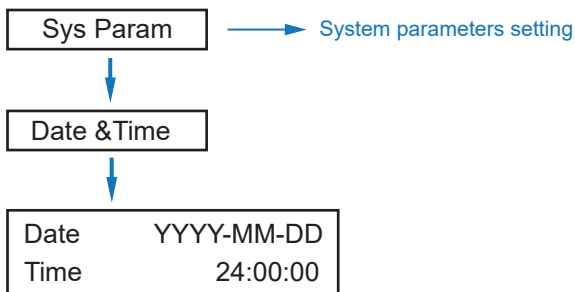 Sys Param System parameters setting
Date &Time
Date YYYY-MM-DD
Time 24:00:00